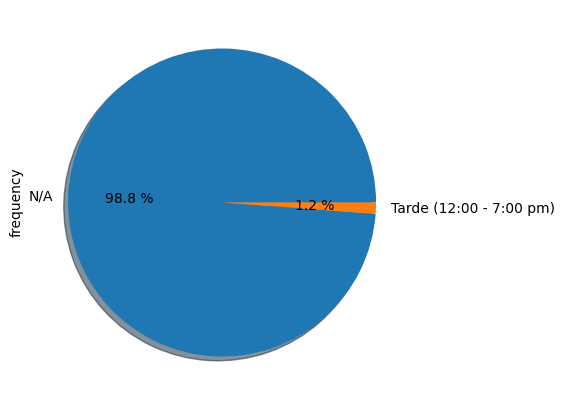 frequency
N/A
98.8 %
1.2 %
Tarde (12:00 - 7:00 pm)